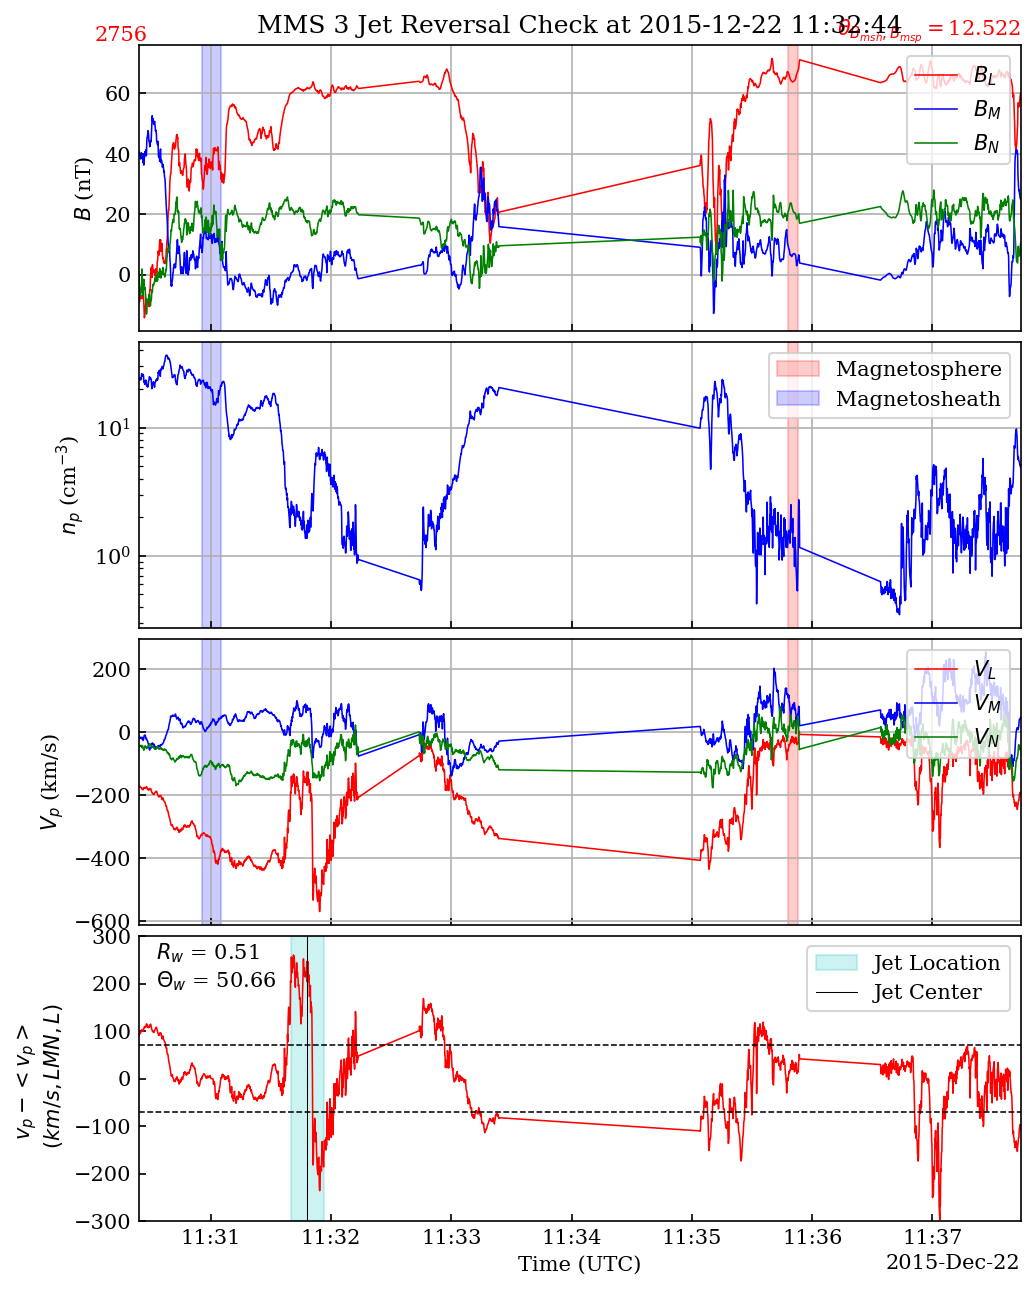 MMS 3 Jet Reversal Check at 2015-12-22 11:32:44
2756
θ_{B_{msh}, B_{msp}} = 12.522
B (nT)
60
40
20
0
B_L
B_M
B_N
n_p (cm^{−3})
10^1
10^0
Magnetosphere
Magnetosheath
V_p (km/s)
200
0
−200
−400
−600
V_L
V_M
V_N
v_p − < v_p >
(km/s, LMN, L)
300
200
100
0
−100
−200
−300
R_w = 0.51
Θ_w = 50.66
Jet Location
Jet Center
11:31 11:32 11:33 11:34 11:35 11:36 11:37
Time (UTC)
2015-Dec-22